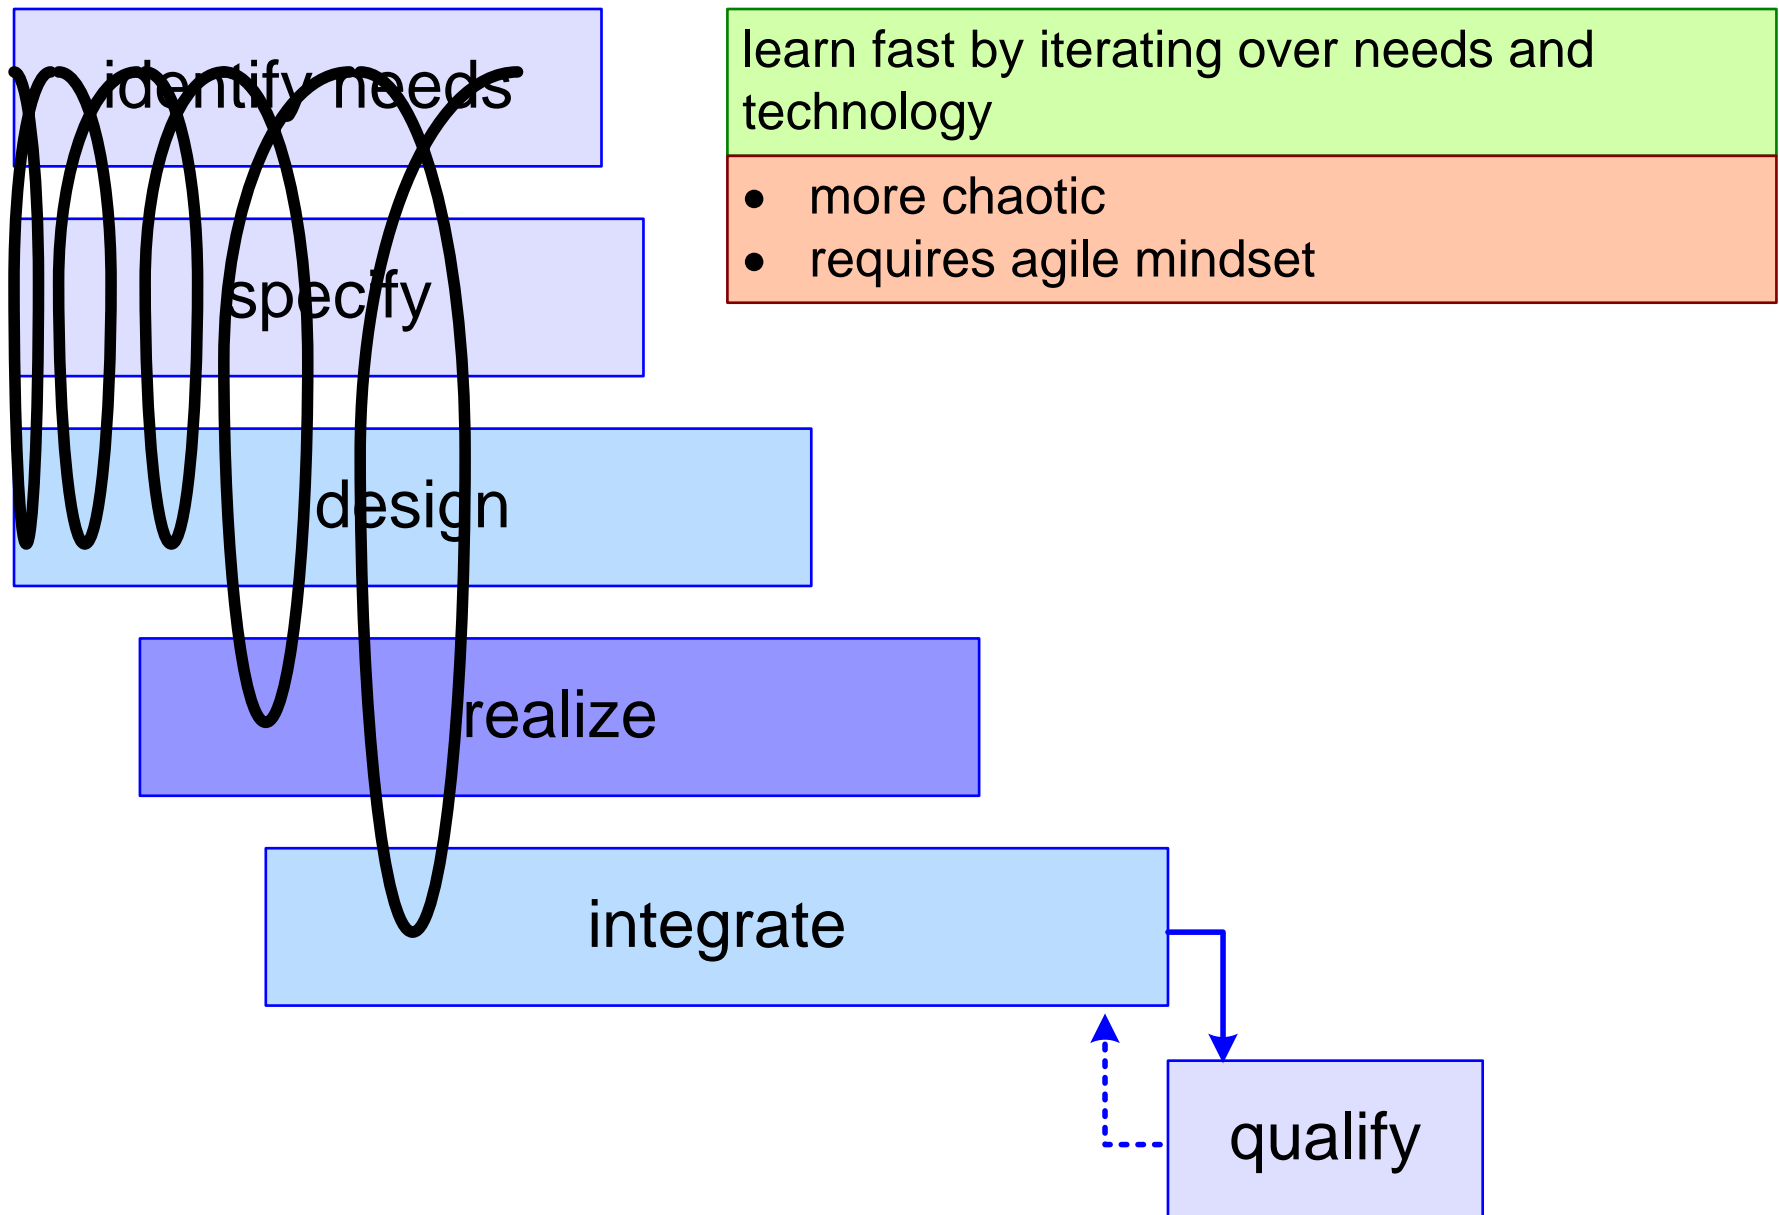 identify needs
learn fast by iterating over needs and
technology
• more chaotic
• requires agile mindset
specify
design
realize
integrate
qualify